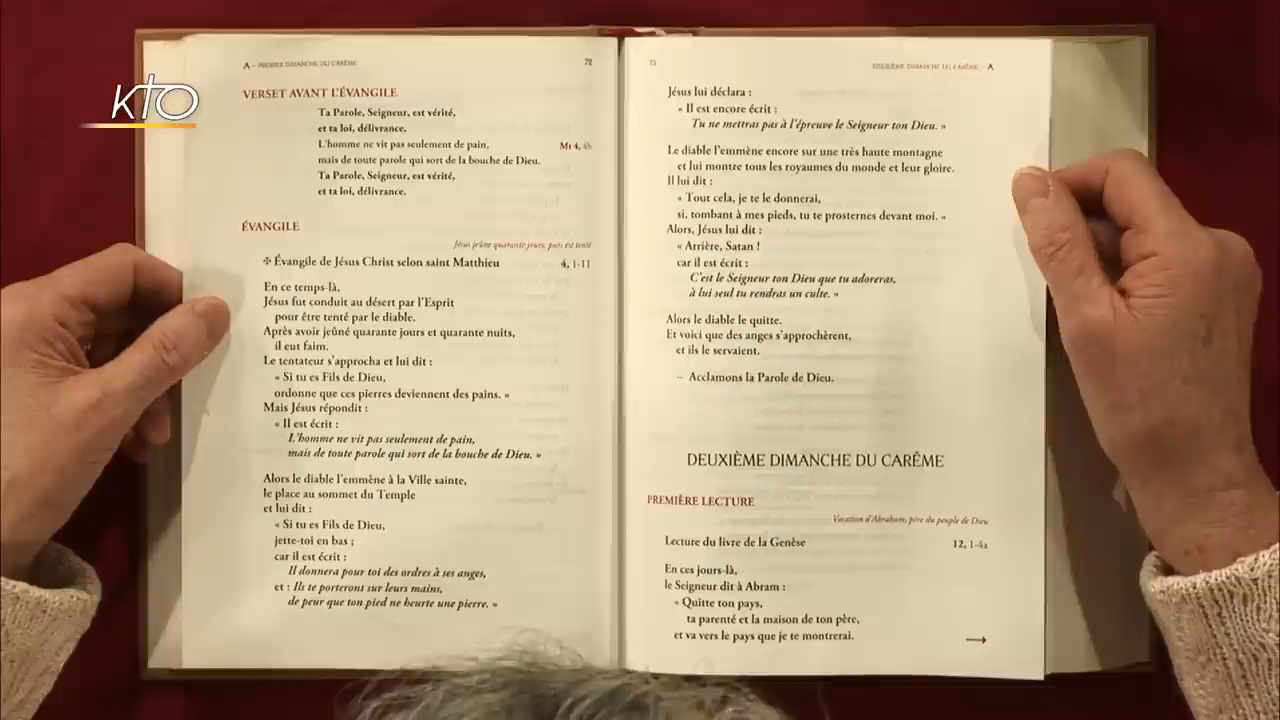 kto
A – PREMIER DIMANCHE DU CARÊME
72
VERSET AVANT L'ÉVANGILE
Ta Parole, Seigneur, est vérité,
et ta loi, délivrance.
L'homme ne vit pas seulement de pain, Mt 4, 4b
mais de toute parole qui sort de la bouche de Dieu.
Ta Parole, Seigneur, est vérité,
et ta loi, délivrance.
ÉVANGILE
Jésus jeûne quarante jours, puis est tenté
✠ Évangile de Jésus Christ selon saint Matthieu 4, 1-11
En ce temps-là,
Jésus fut conduit au désert par l'Esprit
pour être tenté par le diable.
Après avoir jeûné quarante jours et quarante nuits,
il eut faim.
Le tentateur s'approcha et lui dit :
« Si tu es Fils de Dieu,
ordonne que ces pierres deviennent des pains. »
Mais Jésus répondit :
« Il est écrit :
L'homme ne vit pas seulement de pain,
mais de toute parole qui sort de la bouche de Dieu. »
Alors le diable l'emmène à la Ville sainte,
le place au sommet du Temple
et lui dit :
« Si tu es Fils de Dieu,
jette-toi en bas ;
car il est écrit :
Il donnera pour toi des ordres à ses anges,
et : Ils te porteront sur leurs mains,
de peur que ton pied ne heurte une pierre. »
73
DEUXIÈME DIMANCHE DU CARÊME – A
Jésus lui déclara :
« Il est encore écrit :
Tu ne mettras pas à l'épreuve le Seigneur ton Dieu. »
Le diable l'emmène encore sur une très haute montagne
et lui montre tous les royaumes du monde et leur gloire.
Il lui dit :
« Tout cela, je te le donnerai,
si, tombant à mes pieds, tu te prosternes devant moi. »
Alors, Jésus lui dit :
« Arrière, Satan !
car il est écrit :
C'est le Seigneur ton Dieu que tu adoreras,
à lui seul tu rendras un culte. »
Alors le diable le quitte.
Et voici que des anges s'approchèrent,
et ils le servaient.
– Acclamons la Parole de Dieu.
DEUXIÈME DIMANCHE DU CARÊME
PREMIÈRE LECTURE
Vocation d'Abraham, père du peuple de Dieu
Lecture du livre de la Genèse 12, 1-4a
En ces jours-là,
le Seigneur dit à Abram :
« Quitte ton pays,
ta parenté et la maison de ton père,
et va vers le pays que je te montrerai.